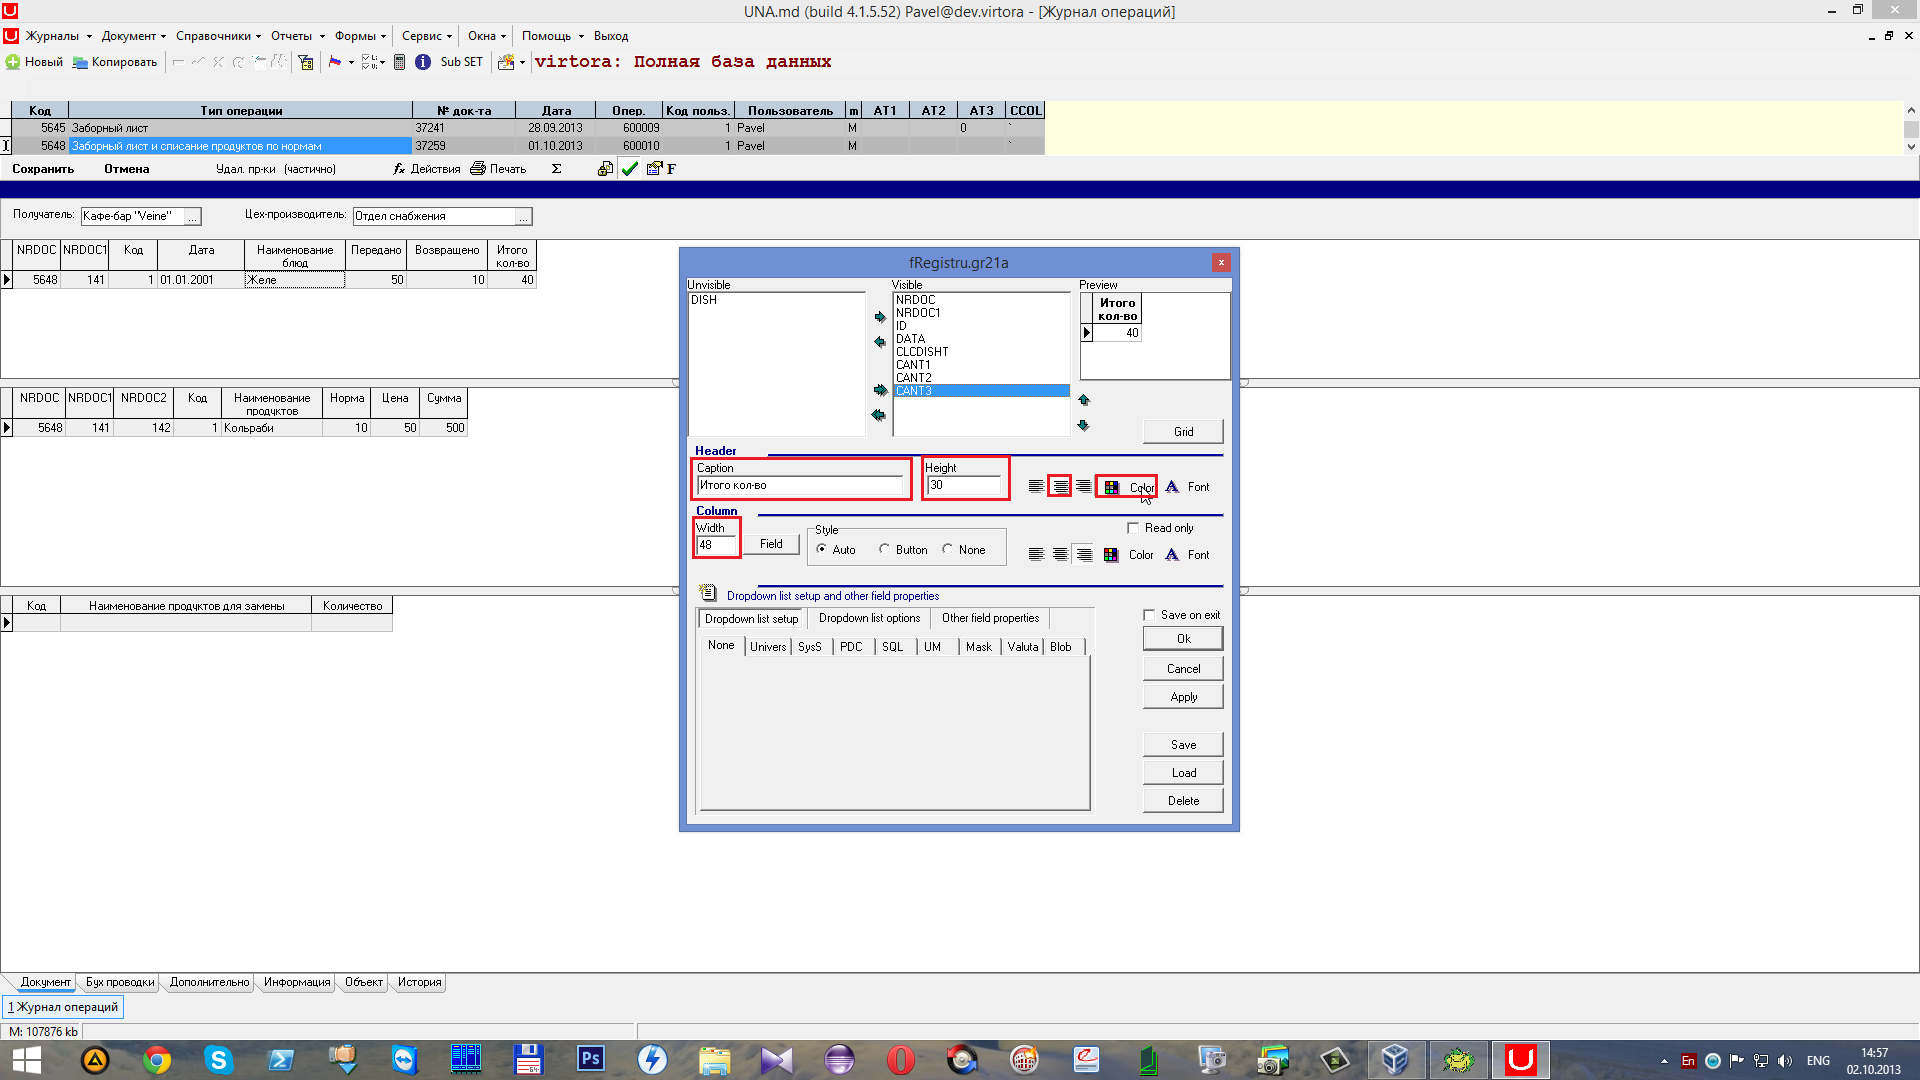 UNA.md (build 4.1.5.52) Pavel@dev.virtora - [Журнал операций]
Журналы Документ Справочники Отчеты Формы Сервис Окна Помощь Выход
Новый Копировать Sub SET virtora: Полная база данных
Код Тип операции № док-та Дата Опер. Код польз. Пользователь m AT1 AT2 AT3 CCOL
5645 Заборный лист 37241 28.09.2013 600009 1 Pavel M 0 `
5648 Заборный лист и списание продуктов по нормам 37259 01.10.2013 600010 1 Pavel M `
Сохранить Отмена Удал. пр-ки (частично) fx Действия Печать Σ F
Получатель: Кафе-бар "Veine" ... Цех-производитель: Отдел снабжения ...
NRDOC NRDOC1 Код Дата Наименование блюд Передано Возвращено Итого кол-во
5648 141 1 01.01.2001 Желе 50 10 40
NRDOC NRDOC1 NRDOC2 Код Наименование продуктов Норма Цена Сумма
5648 141 142 1 Кольраби 10 50 500
Код Наименование продуктов для замены Количество
fRegistru.gr21a x
Unvisible Visible Preview
DISH
NRDOC
NRDOC1
ID
DATA
CLCDISHT
CANT1
CANT2
CANT3
Итого
кол-во
40
Grid
Header
Caption Height
Итого кол-во 30 Color A Font
Column
Width Style Read only
48 Field Auto Button None Color A Font
Dropdown list setup and other field properties
Dropdown list setup Dropdown list options Other field properties
None Univers SysS PDC SQL UM Mask Valuta Blob
Save on exit
Ok
Cancel
Apply
Save
Load
Delete
Документ Бух проводки Дополнительно Информация Объект История
1 Журнал операций
M: 107876 kb
Ps En ENG 14:57
02.10.2013